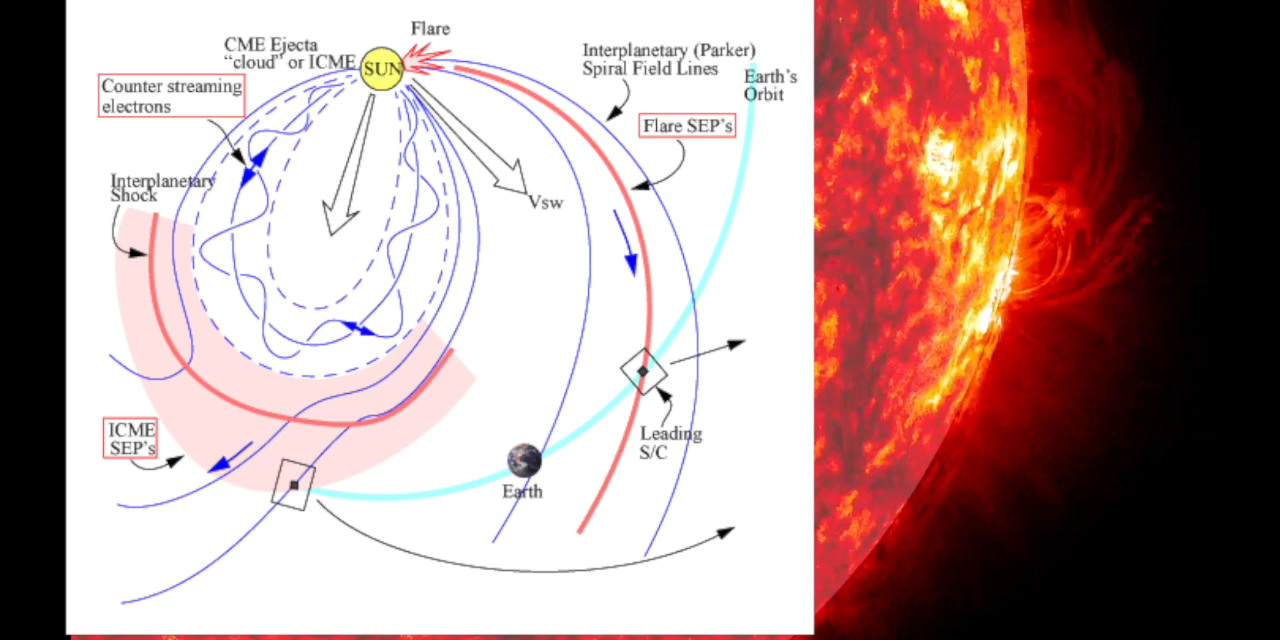 Flare
CME Ejecta
“cloud” or ICME
SUN
Interplanetary (Parker)
Spiral Field Lines
Earth's
Orbit
Counter streaming
electrons
Flare SEP's
Interplanetary
Shock
Vsw
ICME
SEP's
Leading
S/C
Earth